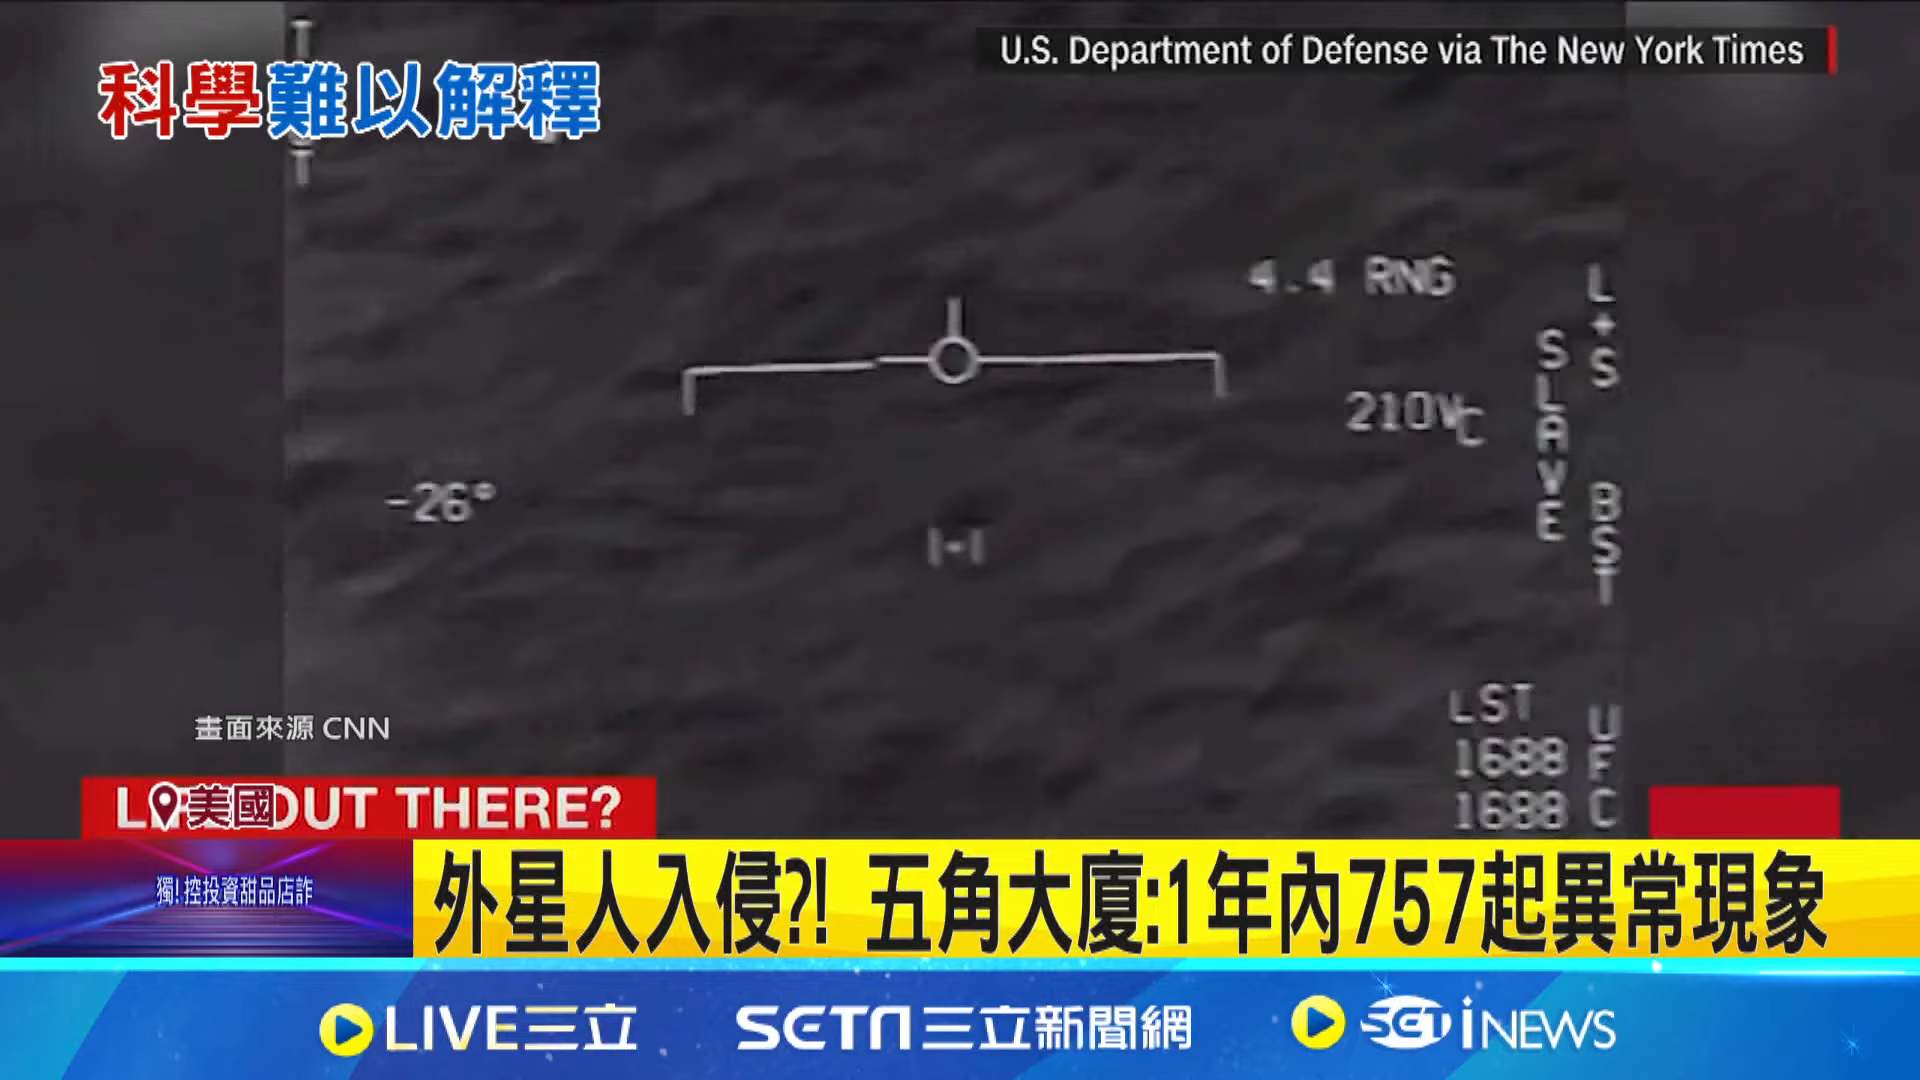 U.S. Department of Defense via The New York Times
科學難以解釋
4.4 RNG
L+S
SLAVE
210Vc
-26°
BST
LST
1688
1688
UFC
畫面來源 CNN
美國
OUT THERE?
獨!控投資甜品店詐
外星人入侵?! 五角大廈:1年內757起異常現象
LIVE三立
SETN三立新聞網
SET iNEWS